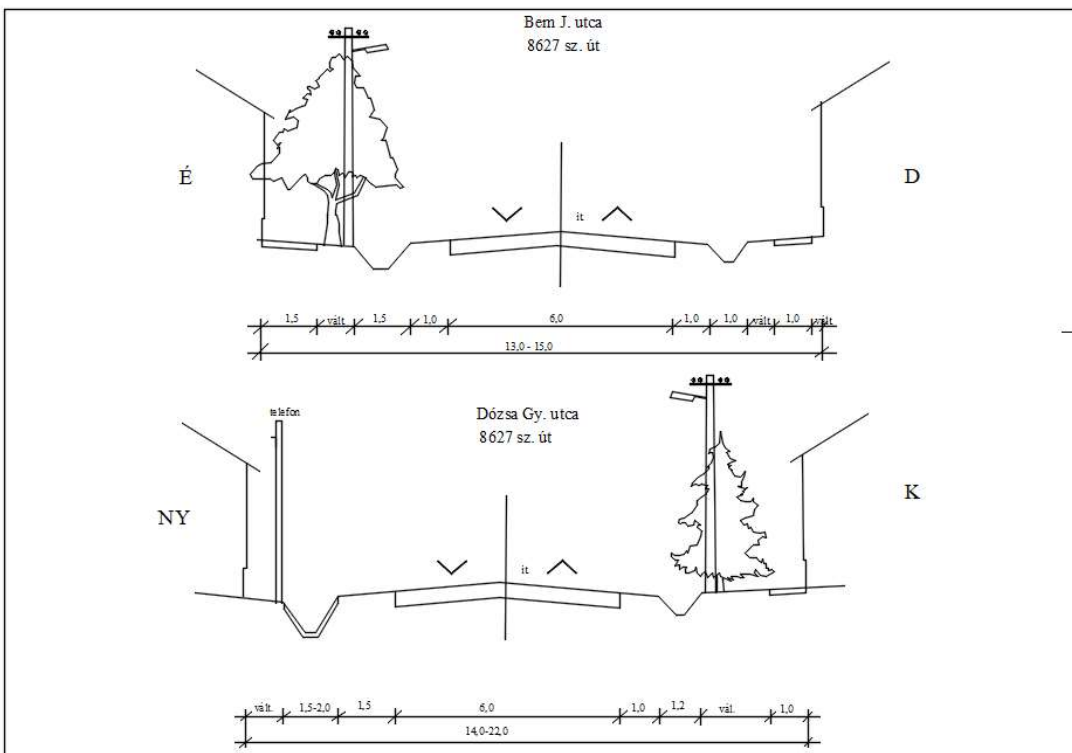 Bem J. utca
8627 sz. út
É
D
it
1,5 vált. 1,5 1,0 6,0 1,0 1,0 vált. 1,0 vált.
13,0 - 15,0
telefon
Dózsa Gy. utca
8627 sz. út
NY
K
it
vált. 1,5-2,0 1,5 6,0 1,0 1,2 vál. 1,0
14,0-22,0